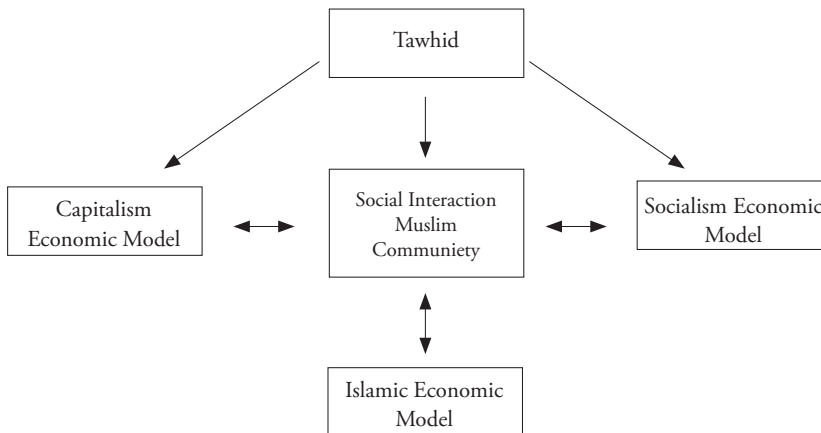 Tawhid
Capitalism
Economic Model
Social Interaction
Muslim
Communiety
Socialism Economic
Model
Islamic Economic
Model